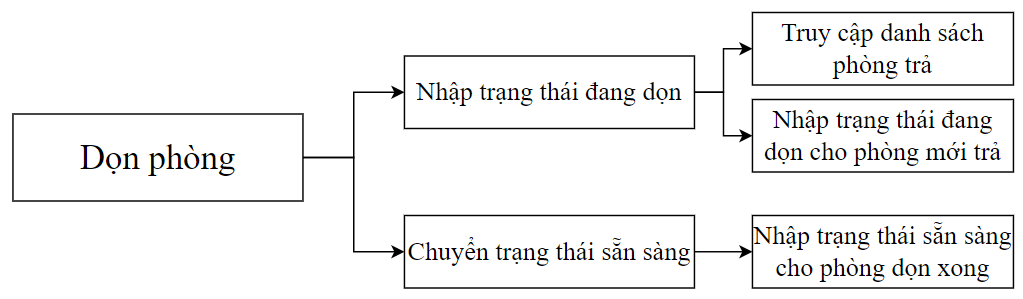 Dọn phòng
Nhập trạng thái đang dọn
Truy cập danh sách
phòng trả
Nhập trạng thái đang
dọn cho phòng mới trả
Chuyển trạng thái sẵn sàng
Nhập trạng thái sẵn sàng
cho phòng dọn xong